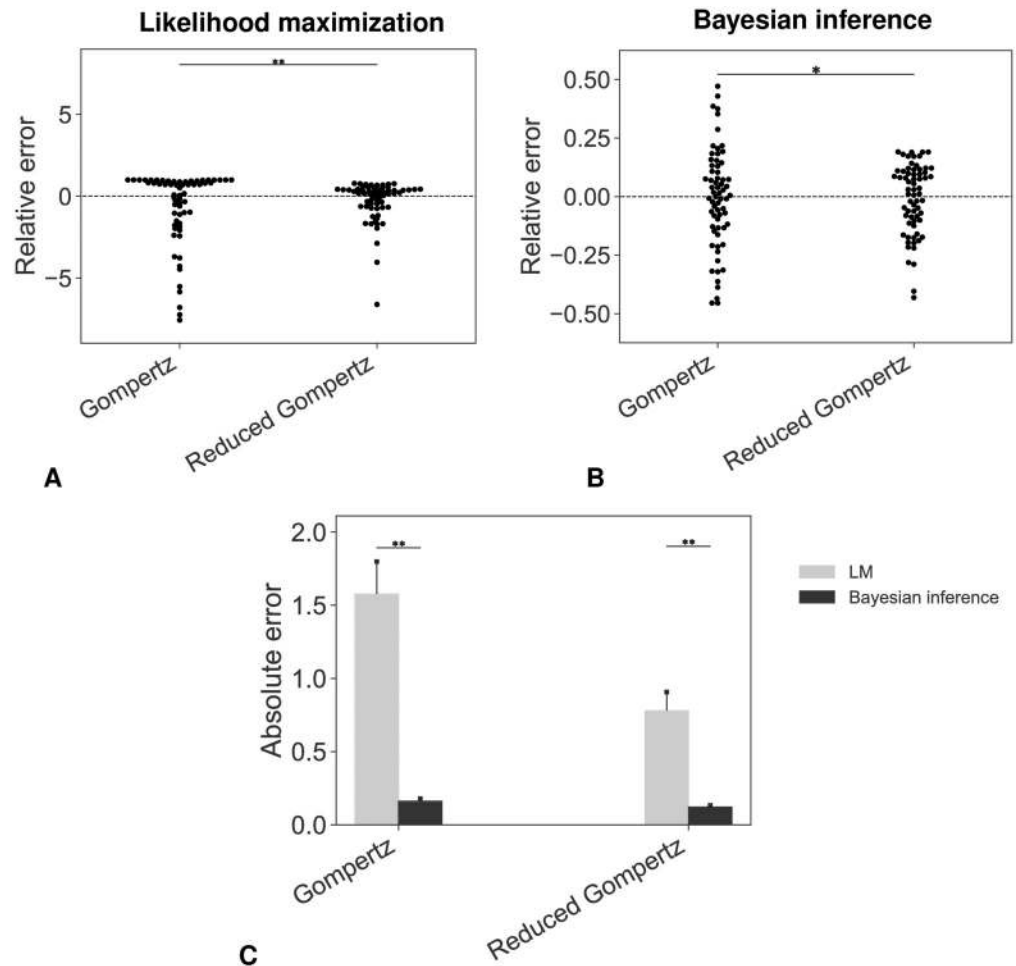 Likelihood maximization
Bayesian inference
**
*
Relative error
5
0
−5
Relative error
0.50
0.25
0.00
−0.25
−0.50
Gompertz
Reduced Gompertz
Gompertz
Reduced Gompertz
A
B
Absolute error
2.0
1.5
1.0
0.5
0.0
**
**
LM
Bayesian inference
Gompertz
Reduced Gompertz
C